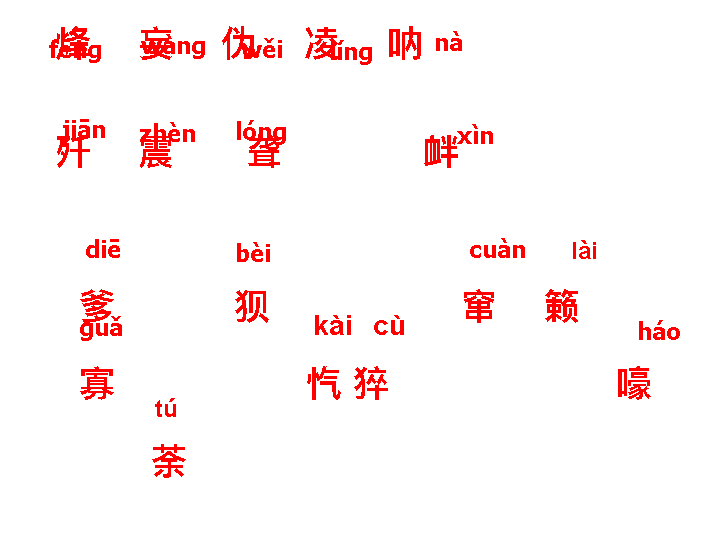 烽 妄 伪 凌 呐 nà
fēng wàng wěi líng
jiān zhèn lóng xìn
歼 震 聋 衅
diē bèi cuàn lài
爹 狈 窜 籁
guǎ kài cù háo
寡 忾 猝 嚎
tú
荼